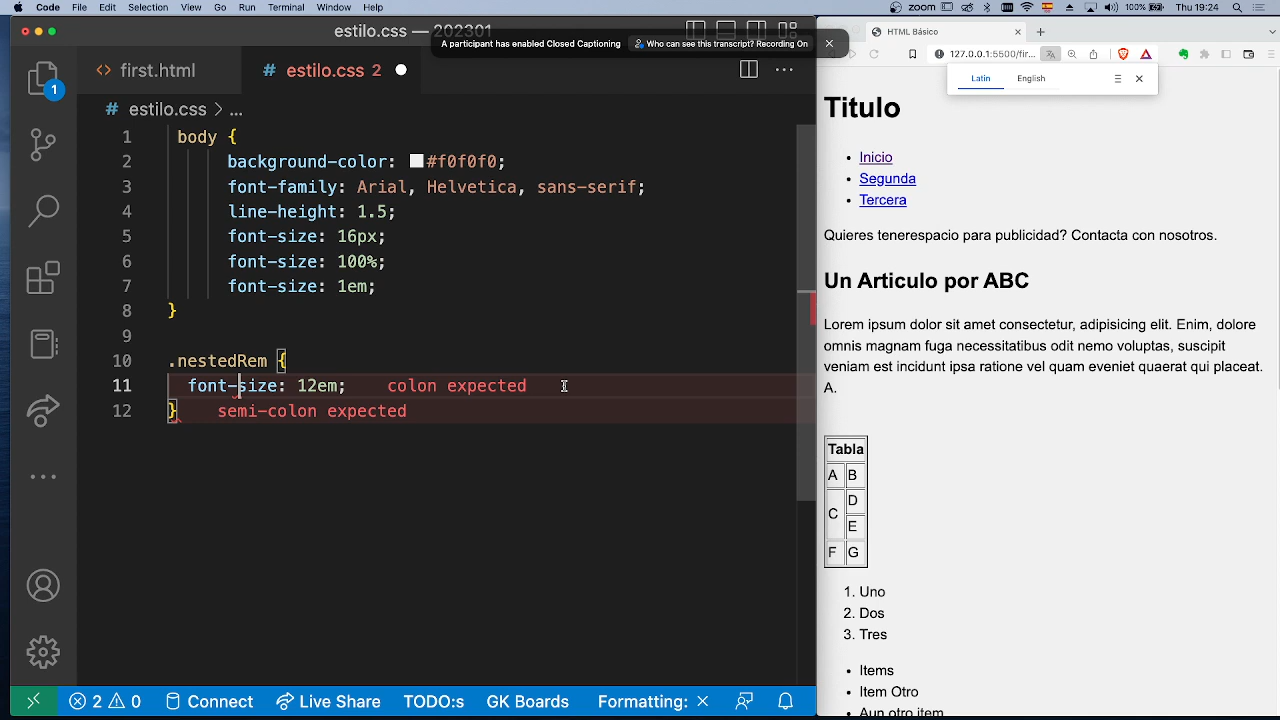 Code File Edit Selection View Go Run Terminal Window Help zoom 100% Thu 19:24
estilo.css — 202301
A participant has enabled Closed Captioning Who can see this transcript? Recording On
first.html
estilo.css 2
estilo.css > ...
1 body {
2 background-color: #f0f0f0;
3 font-family: Arial, Helvetica, sans-serif;
4 line-height: 1.5;
5 font-size: 16px;
6 font-size: 100%;
7 font-size: 1em;
8 }
9
10 .nestedRem {
11 font-size: 12em; colon expected
12 } semi-colon expected
1
2 0 Connect Live Share TODO:s GK Boards Formatting: ×
HTML Básico
127.0.0.1:5500/fir...
Latin English
Titulo
Inicio
Segunda
Tercera
Quieres tenerespacio para publicidad? Contacta con nosotros.
Un Articulo por ABC
Lorem ipsum dolor sit amet consectetur, adipisicing elit. Enim, dolore
omnis magnam fuga necessitatibus odit nemo voluptas, suscipit
veniam est incidunt ipsa ratione vel quam eveniet quaerat qui placeat.
A.
Tabla
A B
C D
E
F G
1. Uno
2. Dos
3. Tres
Items
Item Otro
Aun otro item